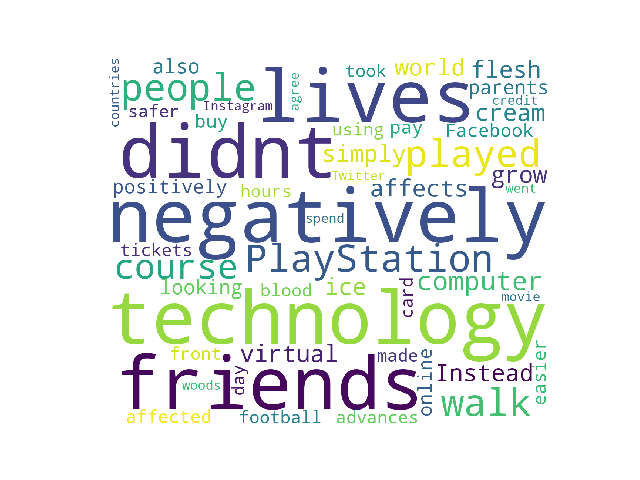 countries
also
people
lives
took
world
flesh
parents
safer
Instagram
agree
credit
buy
cream
didnt
using
pay
Facebook
simply
played
Twitter
grow
positively
hours
affects
went
negatively
spend
tickets
course
PlayStation
looking
blood
ice
card
computer
movie
technology
front
virtual
made
online
Instead
easier
friends
woods
day
walk
affected
football
advances